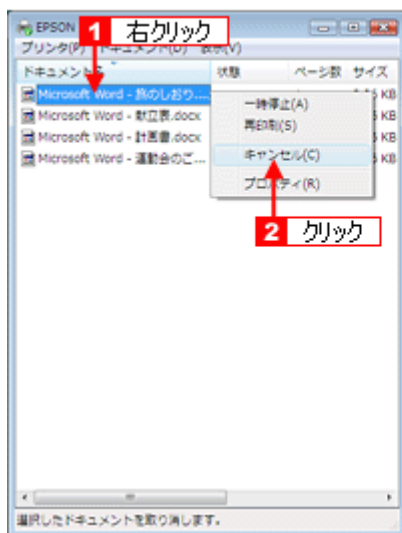 EPSON
1 右クリック
プリンタ(P) ドキュメント(D) 表示(V)
ドキュメント名 状態 ページ数 サイズ
Microsoft Word - 旅のしおり.... KB
Microsoft Word - 献立表.docx KB
Microsoft Word - 計画書.docx KB
Microsoft Word - 運動会のご... KB
一時停止(A)
再印刷(S)
キャンセル(C)
プロパティ(R)
2 クリック
選択したドキュメントを取り消します。